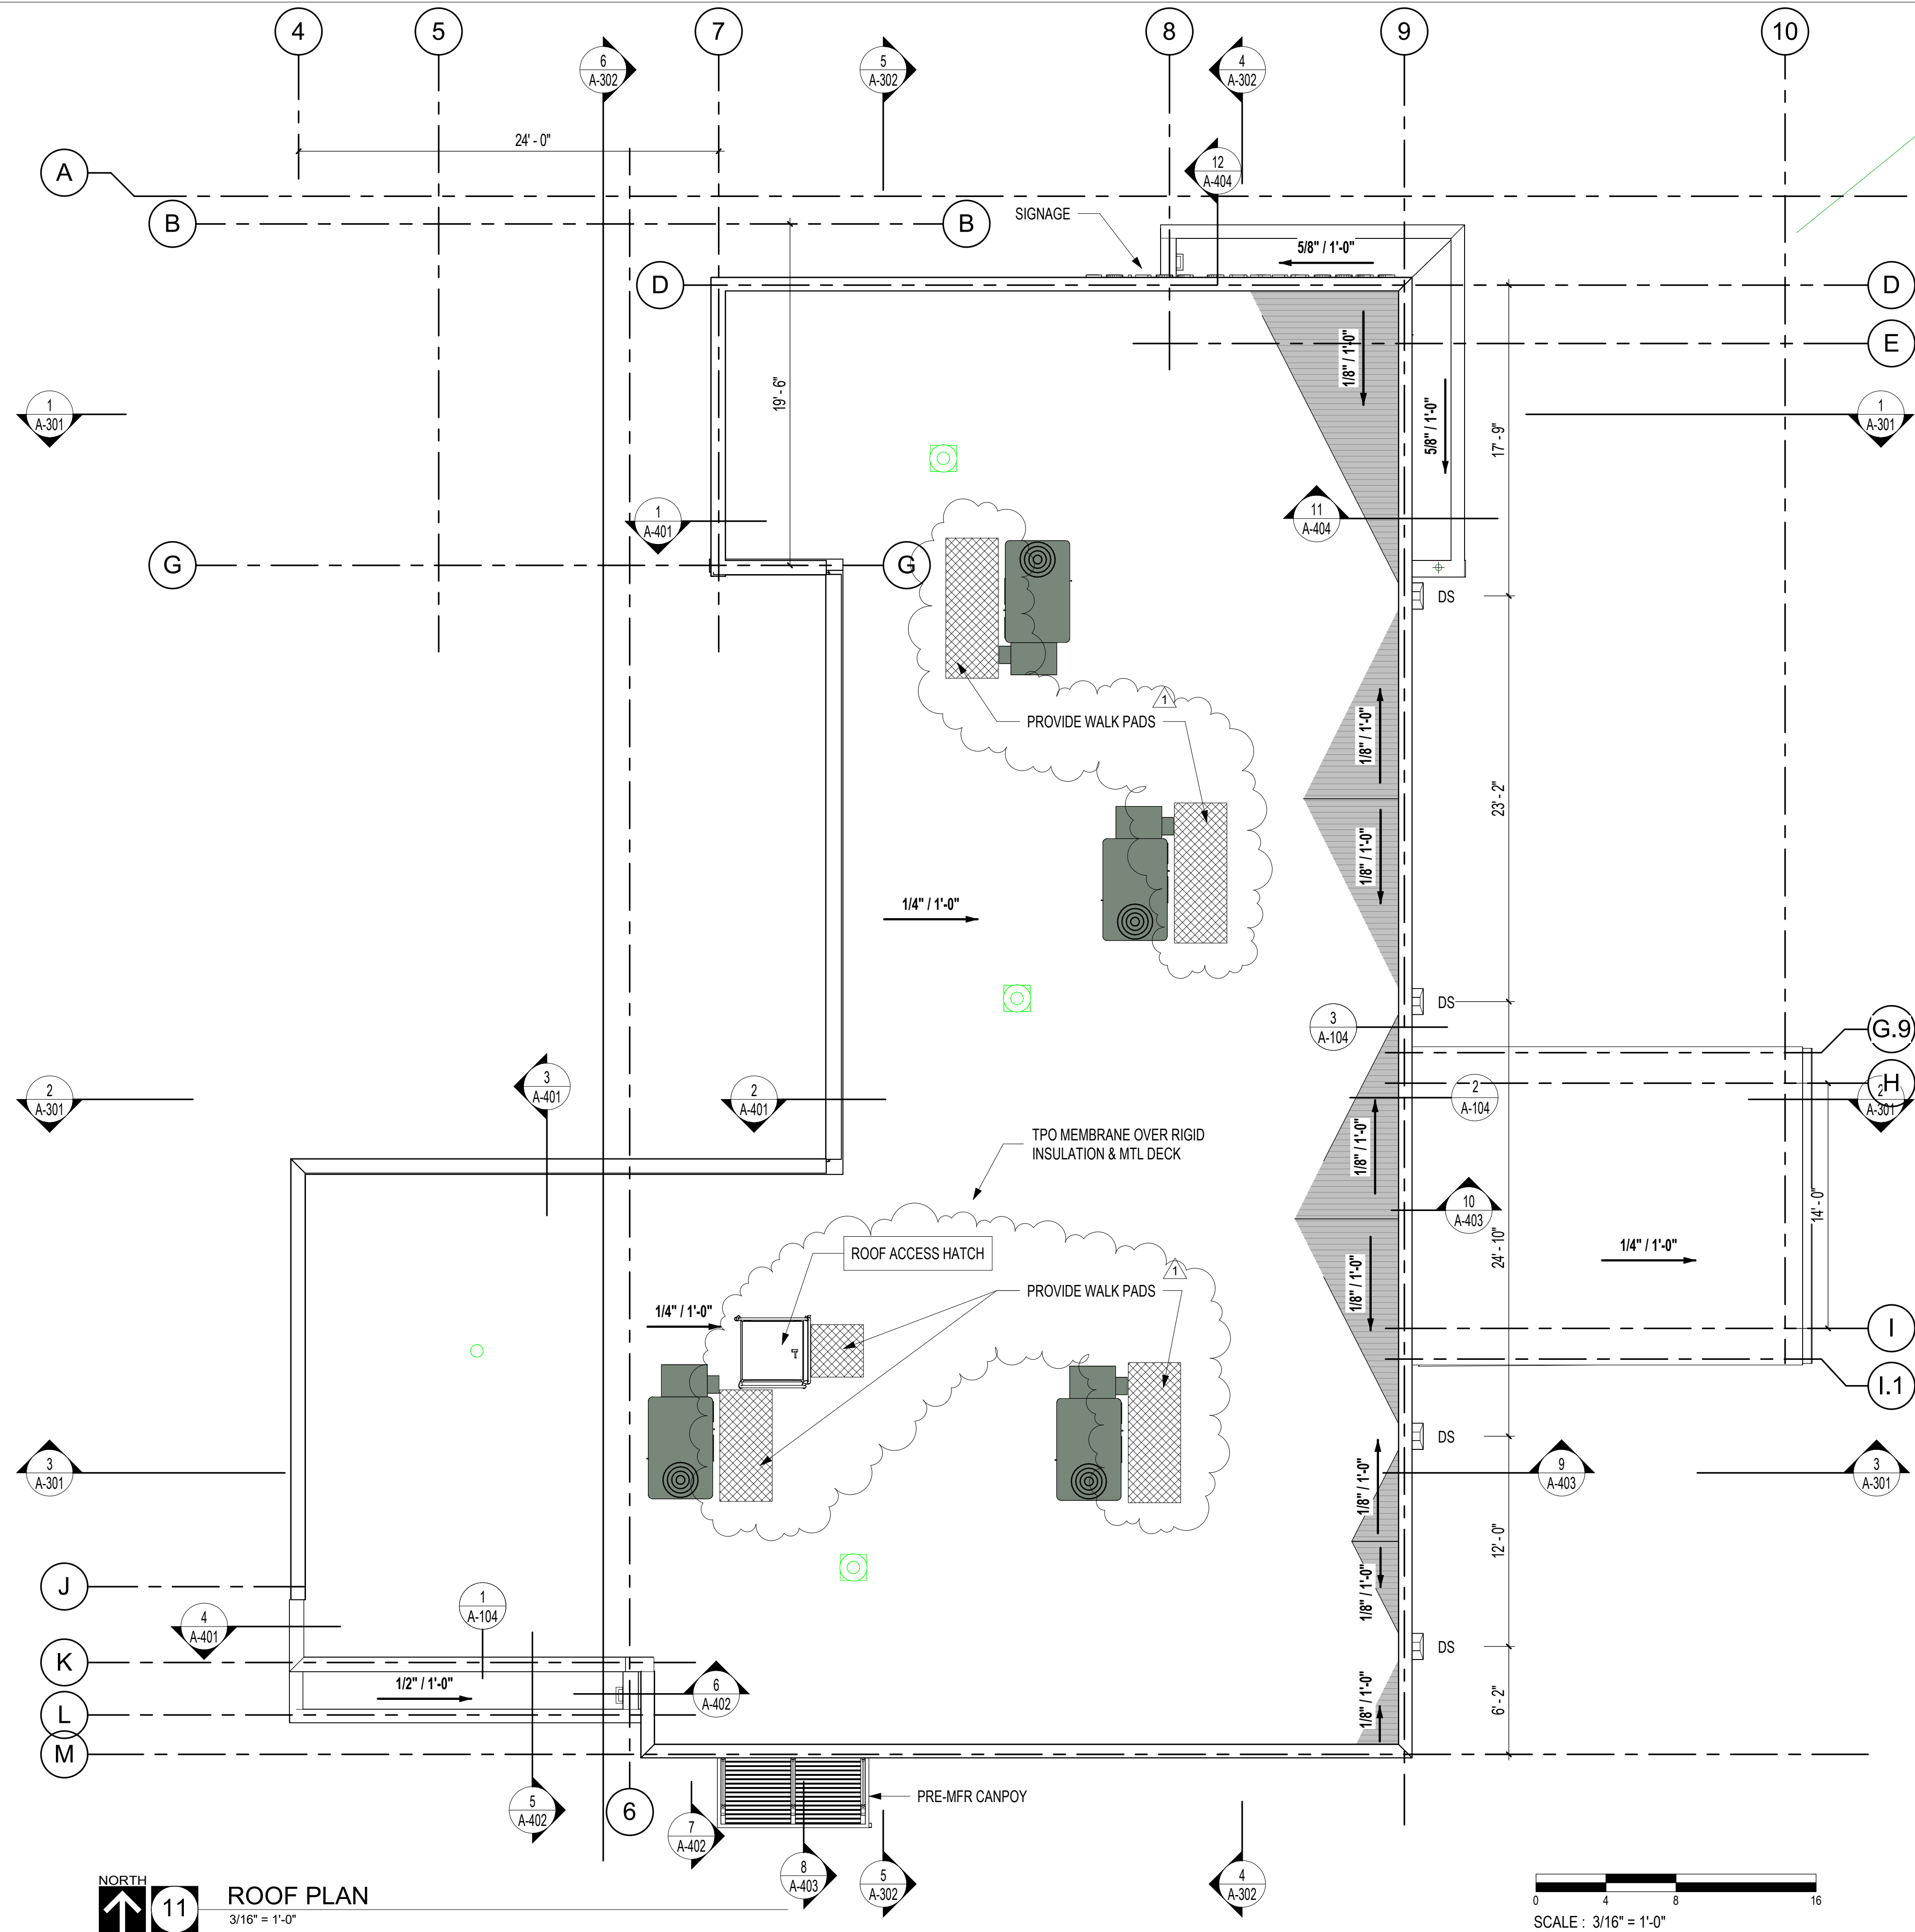 4
5
7
8
9
10
6
A-302
5
A-302
4
A-302
24' - 0"
12
A-404
A
B
B
SIGNAGE
5/8" / 1'-0"
D
D
E
1/8" / 1'-0"
19' - 6"
5/8" / 1'-0"
17' - 9"
1
A-301
1
A-301
1
A-401
11
A-404
G
G
DS
PROVIDE WALK PADS
1
1/8" / 1'-0"
23' - 2"
1/8" / 1'-0"
1/4" / 1'-0"
DS
3
A-104
G.9
H
2
A-301
3
A-401
2
A-401
2
A-104
2
A-301
TPO MEMBRANE OVER RIGID
INSULATION & MTL DECK
1/8" / 1'-0"
10
A-403
14' - 0"
24' - 10"
ROOF ACCESS HATCH
1
1/4" / 1'-0"
1/8" / 1'-0"
PROVIDE WALK PADS
1/4" / 1'-0"
I
I.1
DS
3
A-301
9
A-403
3
A-301
1/8" / 1'-0"
12' - 0"
J
1/8" / 1'-0"
1
A-104
4
A-401
DS
K
1/2" / 1'-0"
6
A-402
1/8" / 1'-0"
6' - 2"
L
M
PRE-MFR CANPOY
5
A-402
6
7
A-402
8
A-403
5
A-302
4
A-302
NORTH
11
ROOF PLAN
3/16" = 1'-0"
0
4
8
16
SCALE : 3/16" = 1'-0"